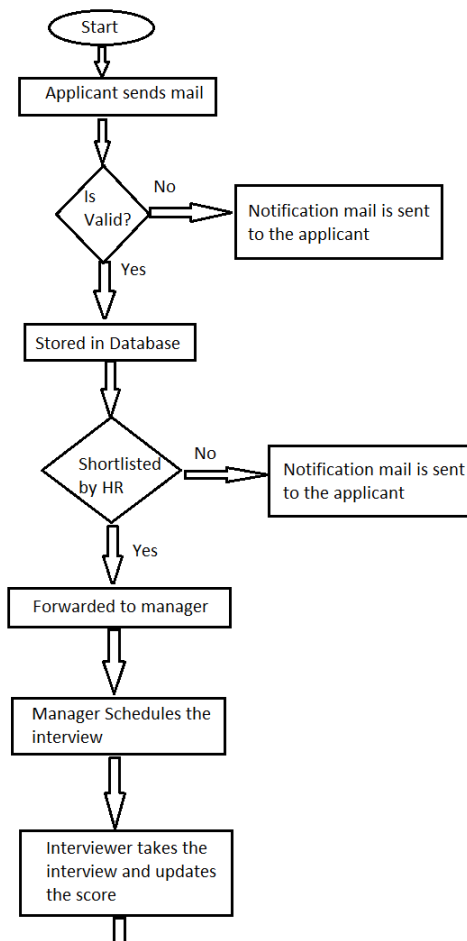 Start
Applicant sends mail
Is
Valid?
No
Notification mail is sent
to the applicant
Yes
Stored in Database
Shortlisted
by HR
No
Notification mail is sent
to the applicant
Yes
Forwarded to manager
Manager Schedules the
interview
Interviewer takes the
interview and updates
the score